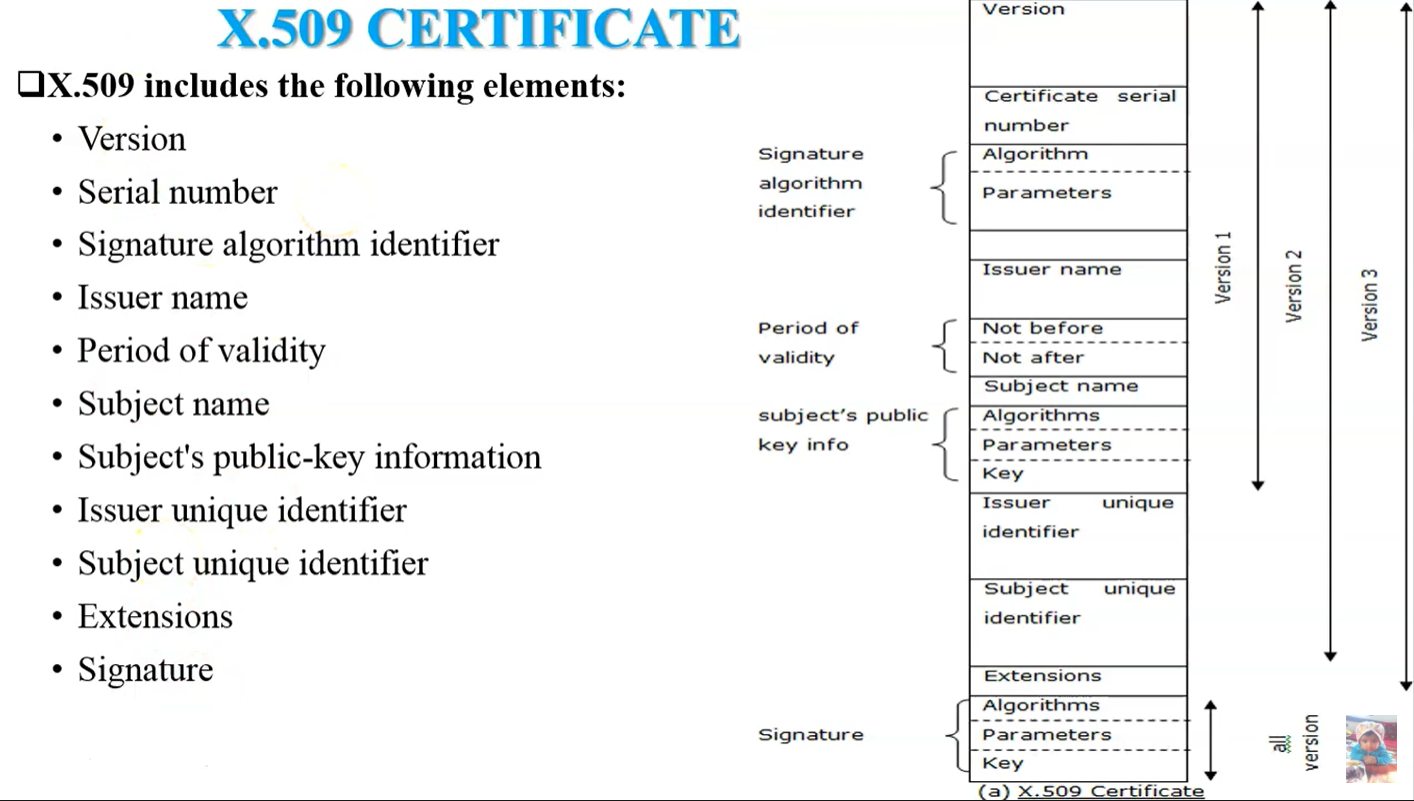 X.509 CERTIFICATE
❑X.509 includes the following elements:
• Version
• Serial number
• Signature algorithm identifier
• Issuer name
• Period of validity
• Subject name
• Subject's public-key information
• Issuer unique identifier
• Subject unique identifier
• Extensions
• Signature
Version
Certificate serial
number
Signature
algorithm
identifier
Algorithm
Parameters
Issuer name
Period of
validity
Not before
Not after
Subject name
subject's public
key info
Algorithms
Parameters
Key
Issuer unique
identifier
Subject unique
identifier
Extensions
Signature
Algorithms
Parameters
Key
Version 1
Version 2
Version 3
all
version
(a) X.509 Certificate